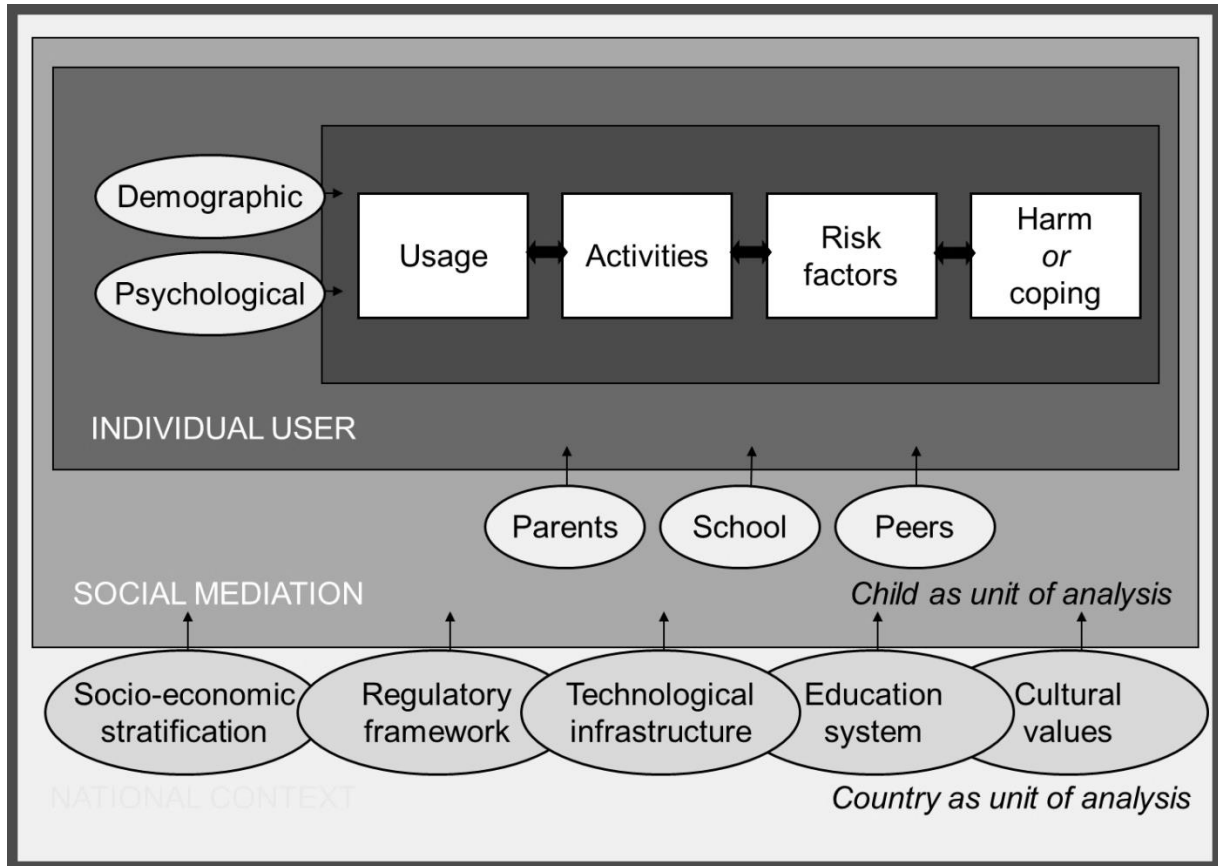 Demographic
Psychological
Usage
Activities
Risk
factors
Harm
or
coping
INDIVIDUAL USER
Parents
School
Peers
SOCIAL MEDIATION
Child as unit of analysis
Socio-economic
stratification
Regulatory
framework
Technological
infrastructure
Education
system
Cultural
values
NATIONAL CONTEXT
Country as unit of analysis